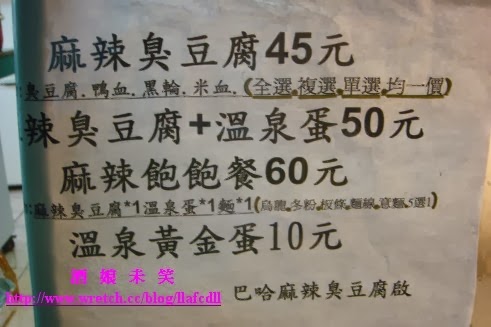 麻辣臭豆腐45元
臭豆腐.鴨血.黑輪.米血.(全選.複選.單選.均一價)
辣臭豆腐+溫泉蛋50元
麻辣飽飽餐60元
麻辣臭豆腐*1溫泉蛋*1麵*1(烏龍.冬粉.板條.麵線.意麵.5選1)
溫泉黃金蛋10元
酒娘未笑
http://www.wretch.cc/blog/llafcdll
巴哈麻辣臭豆腐啟